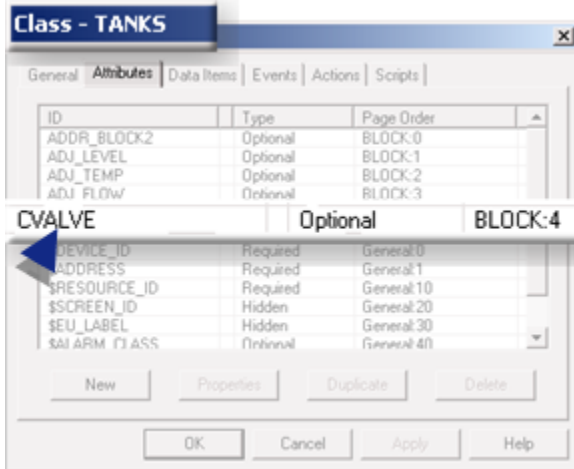 Class - TANKS
General Attributes Data Items Events Actions Scripts
ID Type Page Order
ADDR_BLOCK2 Optional BLOCK:0
ADJ_LEVEL Optional BLOCK:1
ADJ_TEMP Optional BLOCK:2
ADJ_FLOW Optional BLOCK:3
CVALVE Optional BLOCK:4
$DEVICE_ID Required General:0
ADDRESS Required General:1
$RESOURCE_ID Required General:10
$SCREEN_ID Hidden General:20
$EU_LABEL Hidden General:30
$ALARM_CLASS Optional General:40
New Properties Duplicate Delete
OK Cancel Apply Help